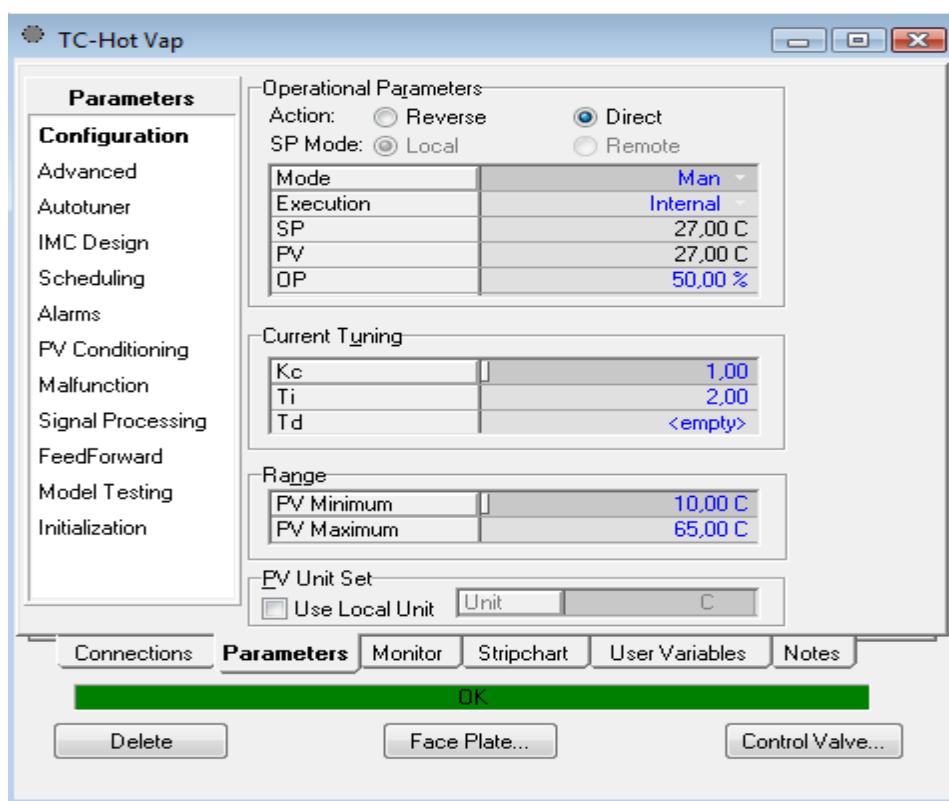 TC-Hot Vap
Parameters
Configuration
Advanced
Autotuner
IMC Design
Scheduling
Alarms
PV Conditioning
Malfunction
Signal Processing
FeedForward
Model Testing
Initialization
Operational Parameters
Action: Reverse Direct
SP Mode: Local Remote
Mode Man
Execution Internal
SP 27,00 C
PV 27,00 C
OP 50,00 %
Current Tuning
Kc 1,00
Ti 2,00
Td <empty>
Range
PV Minimum 10,00 C
PV Maximum 65,00 C
PV Unit Set
Use Local Unit Unit C
Connections Parameters Monitor Stripchart User Variables Notes
OK
Delete Face Plate... Control Valve...